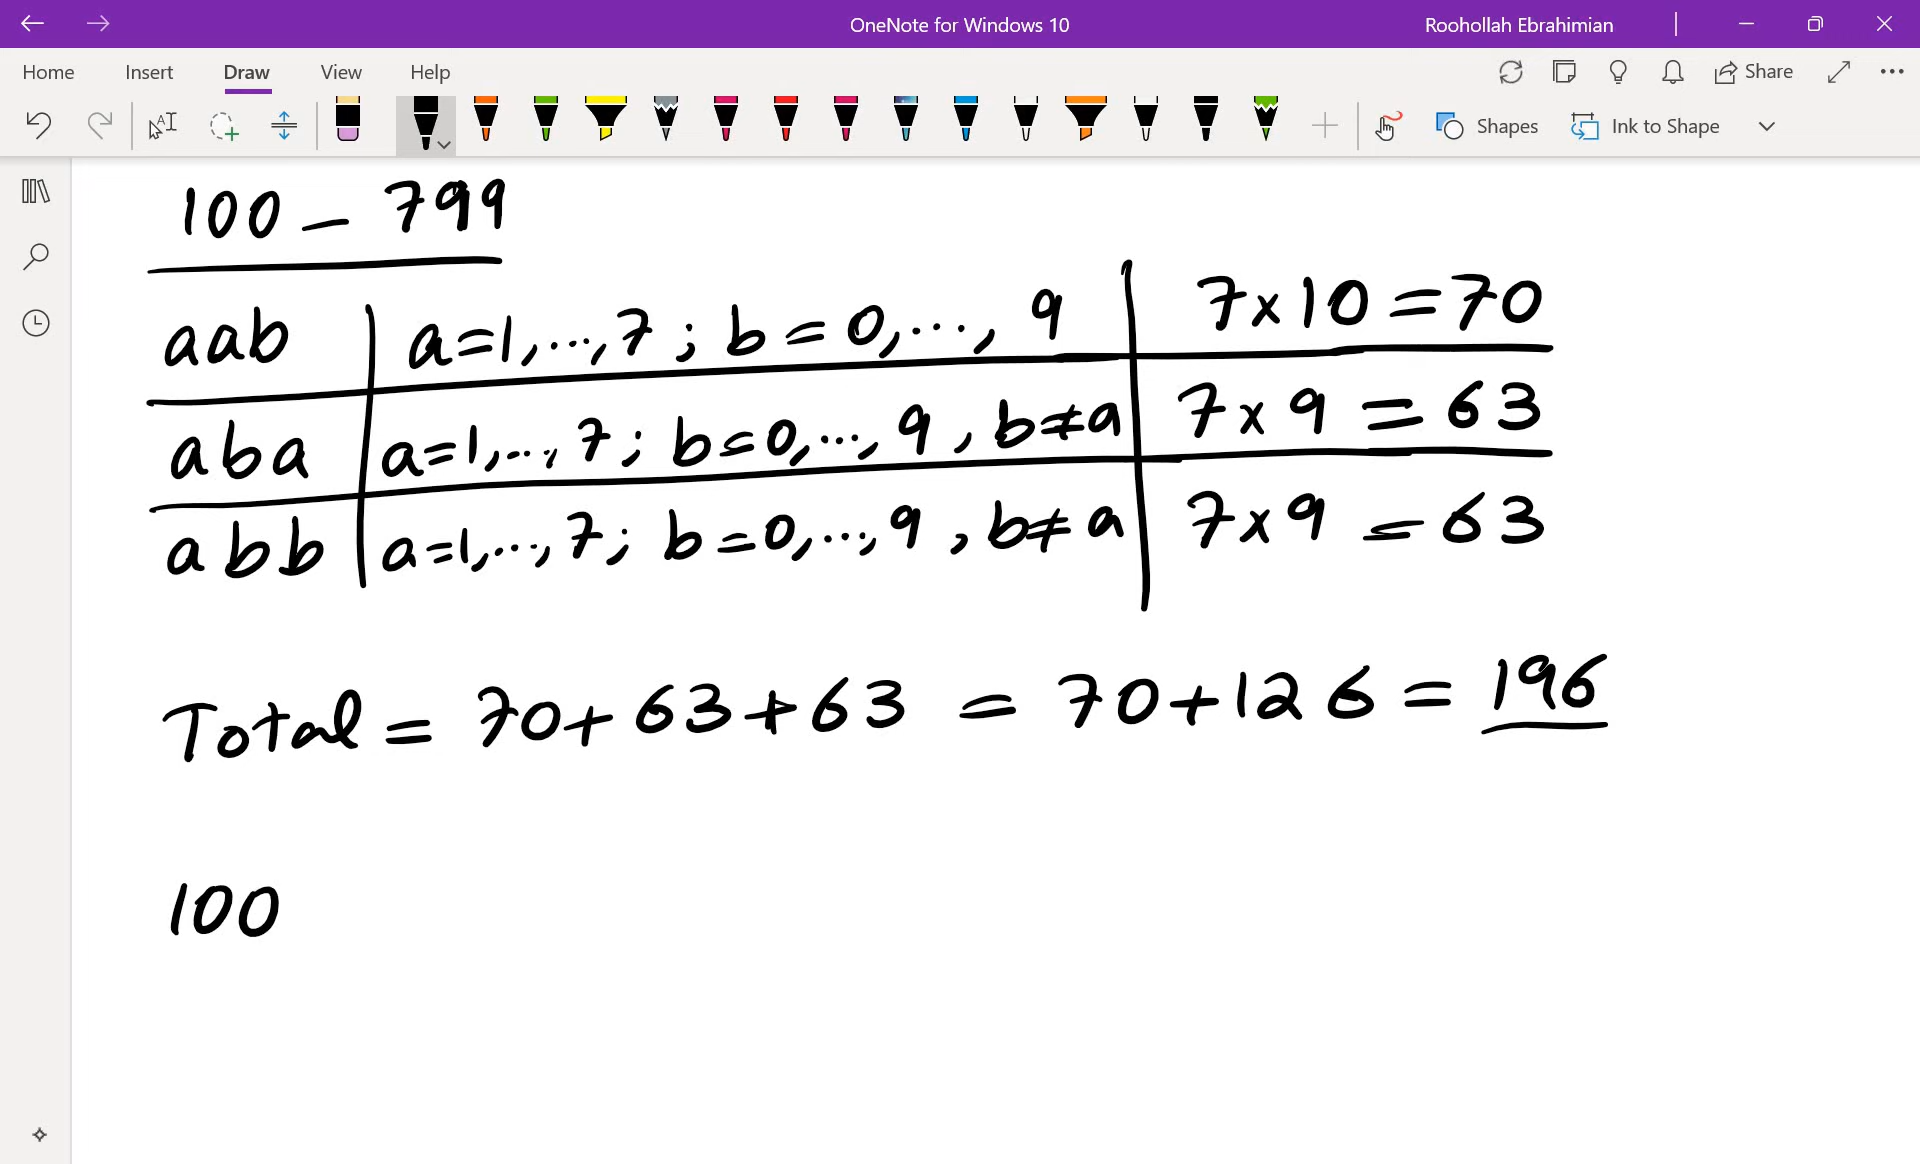 OneNote for Windows 10 Roohollah Ebrahimian
Home Insert Draw View Help Share
Shapes Ink to Shape
100 - 799
aab a=1,...,7 ; b = 0,..., 9 7x10 = 70
aba a=1,...,7 ; b=0,..., 9 , b≠a 7x9 = 63
abb a=1,...,7 ; b=0,...,9 , b≠a 7x9 = 63
Total = 70+ 63+63 = 70+126 = 196
100